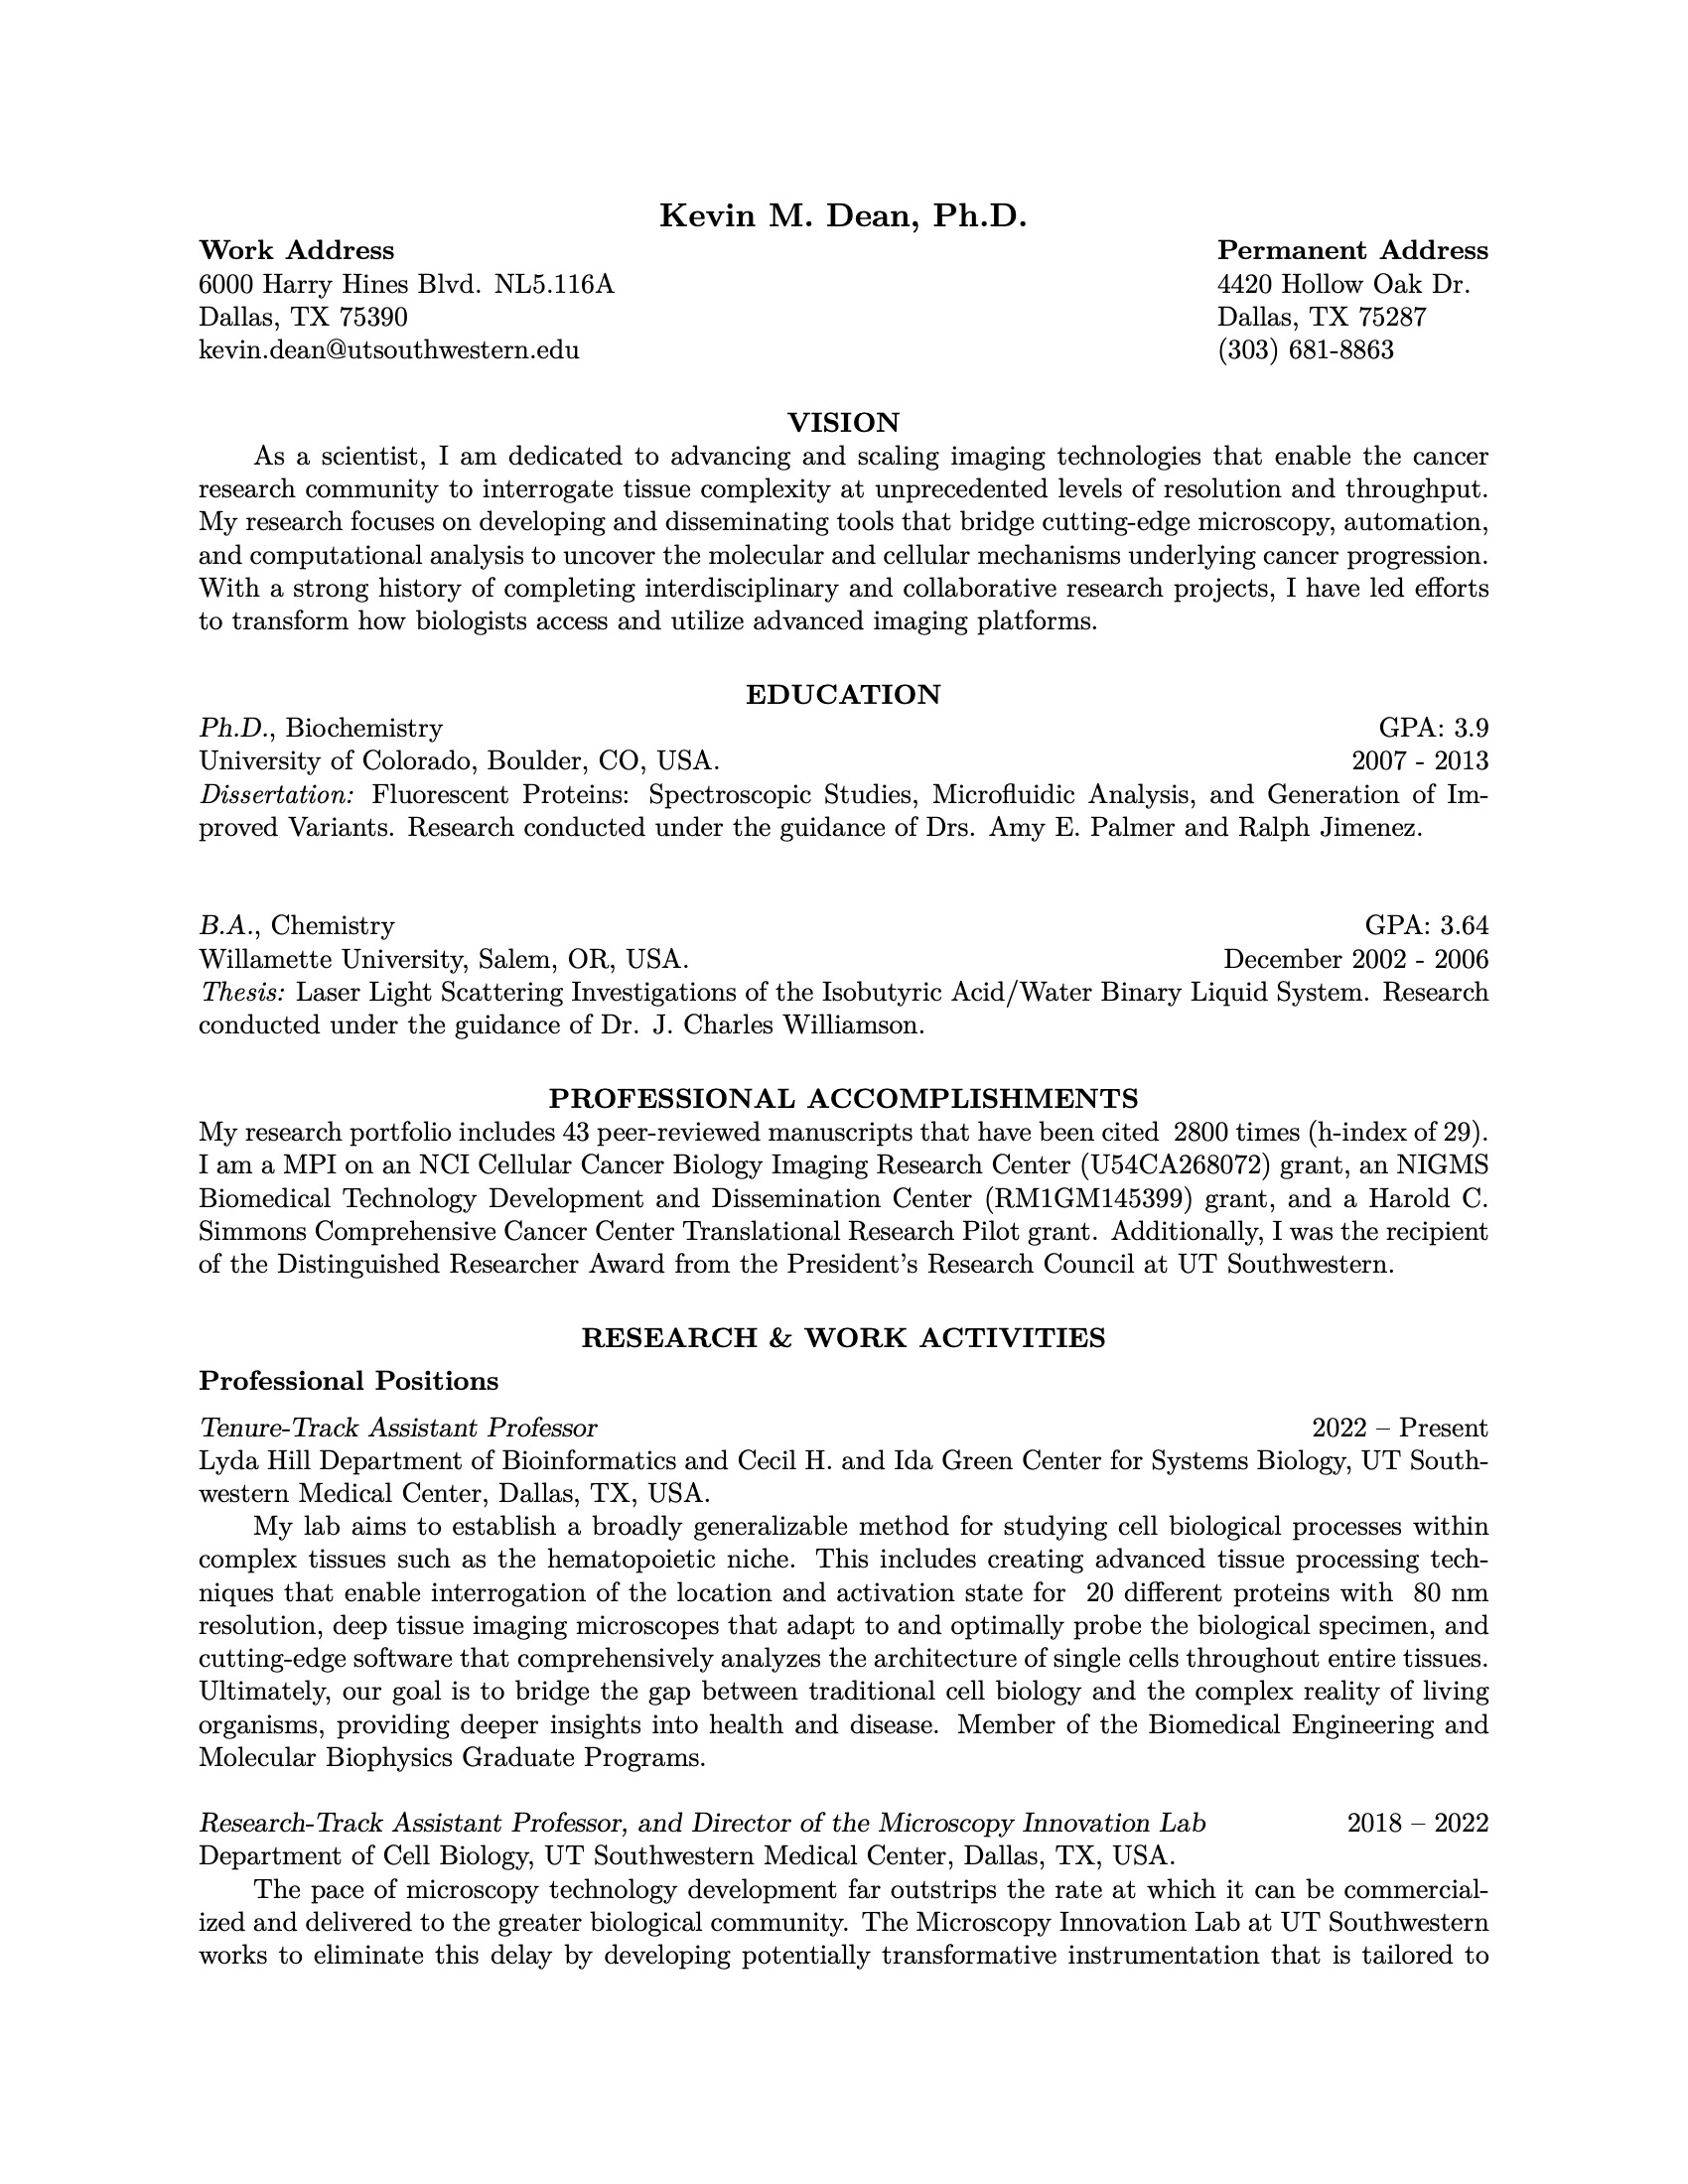 Kevin M. Dean, Ph.D.
Work Address
6000 Harry Hines Blvd. NL5.116A
Dallas, TX 75390
kevin.dean@utsouthwestern.edu
Permanent Address
4420 Hollow Oak Dr.
Dallas, TX 75287
(303) 681-8863
VISION
As a scientist, I am dedicated to advancing and scaling imaging technologies that enable the cancer
research community to interrogate tissue complexity at unprecedented levels of resolution and throughput.
My research focuses on developing and disseminating tools that bridge cutting-edge microscopy, automation,
and computational analysis to uncover the molecular and cellular mechanisms underlying cancer progression.
With a strong history of completing interdisciplinary and collaborative research projects, I have led efforts
to transform how biologists access and utilize advanced imaging platforms.
EDUCATION
Ph.D., Biochemistry GPA: 3.9
University of Colorado, Boulder, CO, USA. 2007 - 2013
Dissertation: Fluorescent Proteins: Spectroscopic Studies, Microfluidic Analysis, and Generation of Im-
proved Variants. Research conducted under the guidance of Drs. Amy E. Palmer and Ralph Jimenez.
B.A., Chemistry GPA: 3.64
Willamette University, Salem, OR, USA. December 2002 - 2006
Thesis: Laser Light Scattering Investigations of the Isobutyric Acid/Water Binary Liquid System. Research
conducted under the guidance of Dr. J. Charles Williamson.
PROFESSIONAL ACCOMPLISHMENTS
My research portfolio includes 43 peer-reviewed manuscripts that have been cited 2800 times (h-index of 29).
I am a MPI on an NCI Cellular Cancer Biology Imaging Research Center (U54CA268072) grant, an NIGMS
Biomedical Technology Development and Dissemination Center (RM1GM145399) grant, and a Harold C.
Simmons Comprehensive Cancer Center Translational Research Pilot grant. Additionally, I was the recipient
of the Distinguished Researcher Award from the President's Research Council at UT Southwestern.
RESEARCH & WORK ACTIVITIES
Professional Positions
Tenure-Track Assistant Professor 2022 – Present
Lyda Hill Department of Bioinformatics and Cecil H. and Ida Green Center for Systems Biology, UT South-
western Medical Center, Dallas, TX, USA.
My lab aims to establish a broadly generalizable method for studying cell biological processes within
complex tissues such as the hematopoietic niche. This includes creating advanced tissue processing tech-
niques that enable interrogation of the location and activation state for 20 different proteins with 80 nm
resolution, deep tissue imaging microscopes that adapt to and optimally probe the biological specimen, and
cutting-edge software that comprehensively analyzes the architecture of single cells throughout entire tissues.
Ultimately, our goal is to bridge the gap between traditional cell biology and the complex reality of living
organisms, providing deeper insights into health and disease. Member of the Biomedical Engineering and
Molecular Biophysics Graduate Programs.
Research-Track Assistant Professor, and Director of the Microscopy Innovation Lab 2018 – 2022
Department of Cell Biology, UT Southwestern Medical Center, Dallas, TX, USA.
The pace of microscopy technology development far outstrips the rate at which it can be commercial-
ized and delivered to the greater biological community. The Microscopy Innovation Lab at UT Southwestern
works to eliminate this delay by developing potentially transformative instrumentation that is tailored to